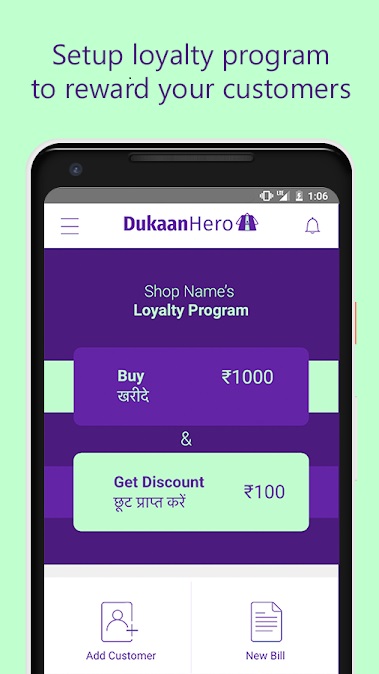 Setup loyalty program
to reward your customers
LTE 1:06
DukaanHero
Shop Name's
Loyalty Program
Buy ₹1000
खरीदे
&
Get Discount ₹100
छूट प्राप्त करें
Add Customer New Bill